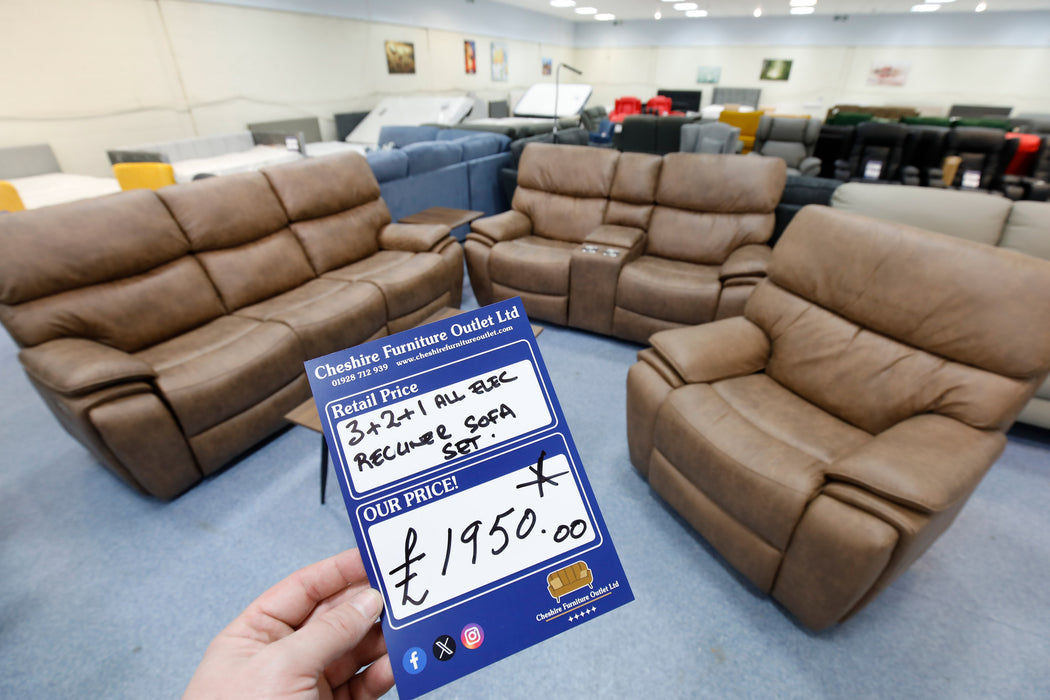 Cheshire Furniture Outlet Ltd
01928 712 939 www.cheshirefurnitureoutlet.com
Retail Price
3+2+1 ALL ELEC
RECLINER SOFA
SET.
OUR PRICE!
*
£1950.00
Cheshire Furniture Outlet Ltd